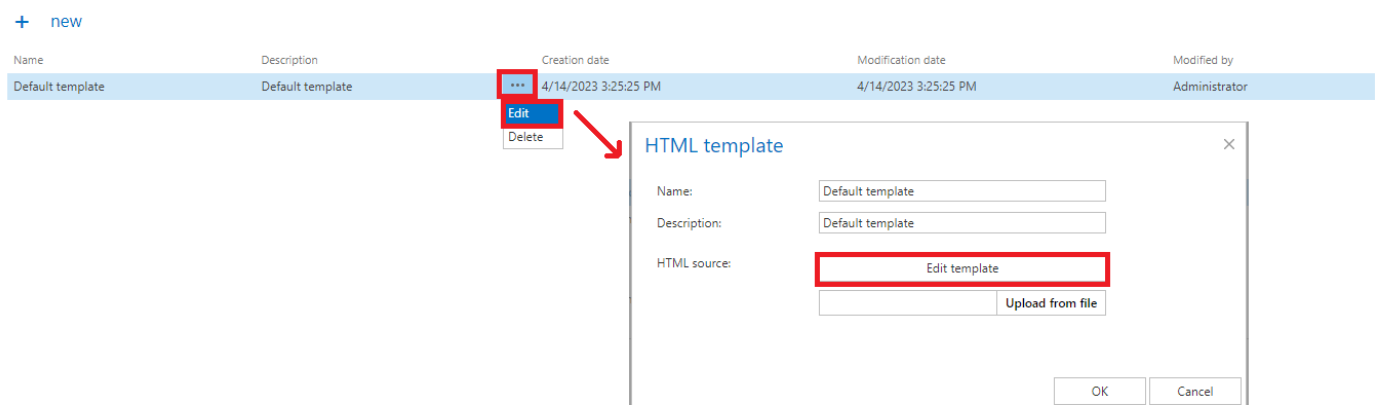 + new
Name Description Creation date Modification date Modified by
Default template Default template ••• 4/14/2023 3:25:25 PM 4/14/2023 3:25:25 PM Administrator
Edit
Delete
HTML template ×
Name: Default template
Description: Default template
HTML source: Edit template
Upload from file
OK Cancel